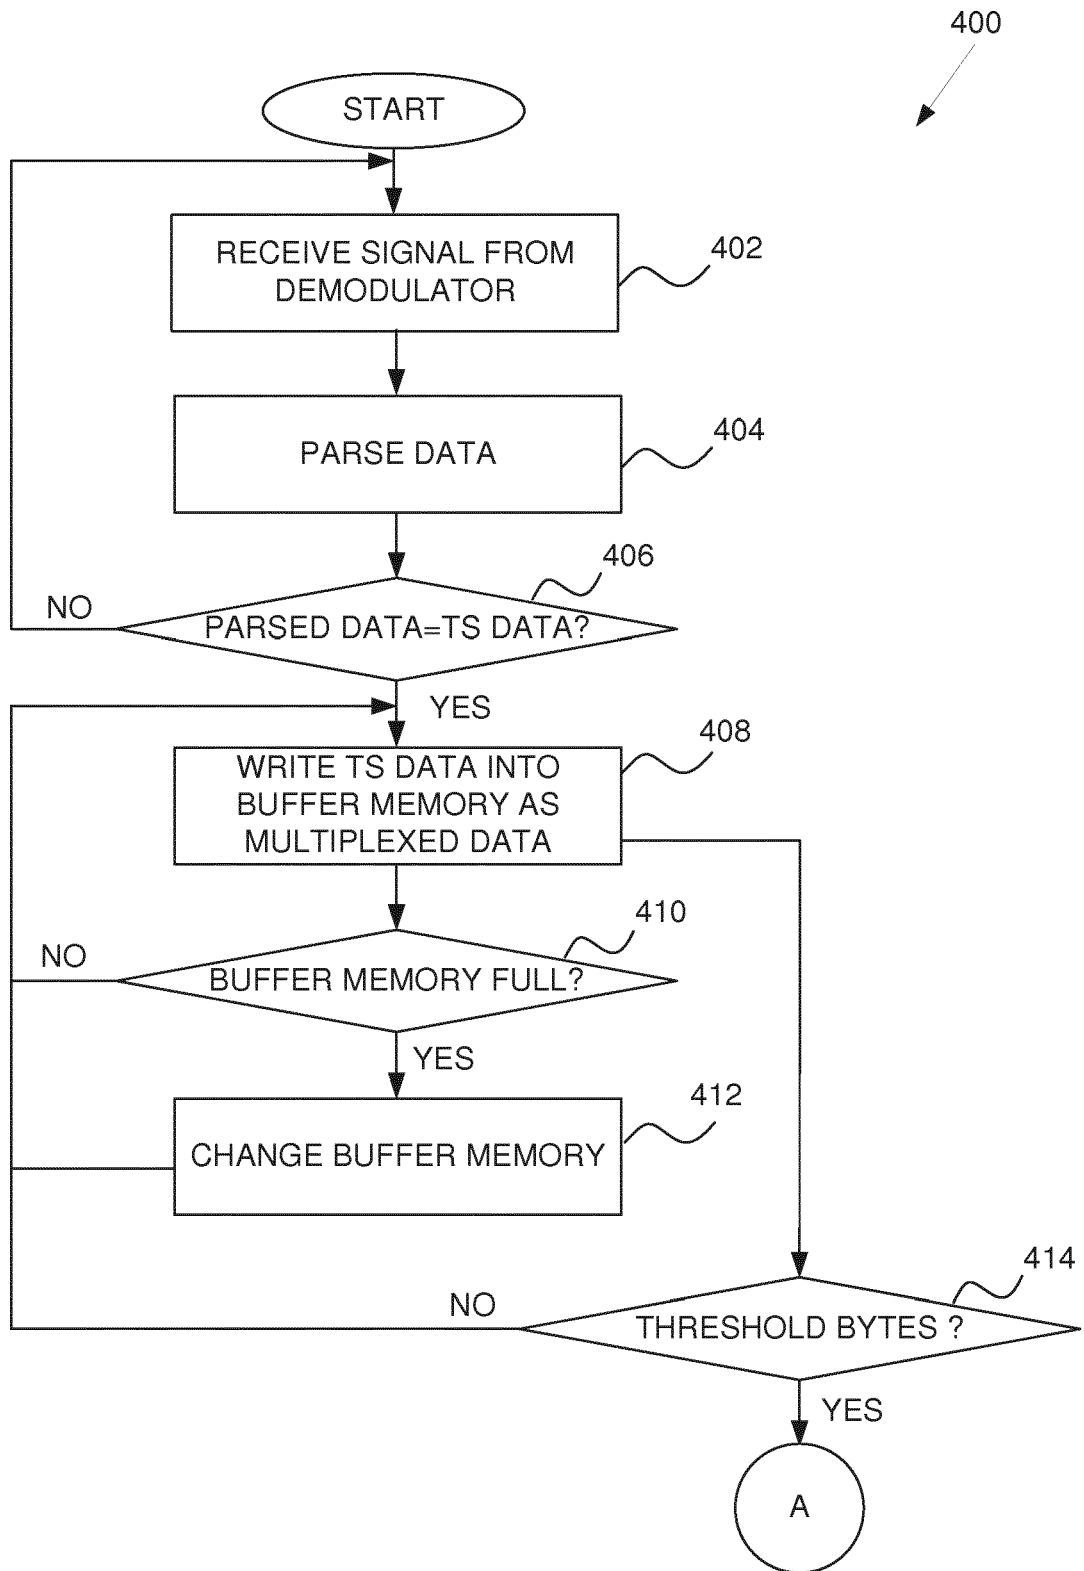 400
START
RECEIVE SIGNAL FROM
DEMODULATOR
402
PARSE DATA
404
406
NO
PARSED DATA=TS DATA?
YES
408
WRITE TS DATA INTO
BUFFER MEMORY AS
MULTIPLEXED DATA
410
NO
BUFFER MEMORY FULL?
YES
412
CHANGE BUFFER MEMORY
414
NO
THRESHOLD BYTES ?
YES
A